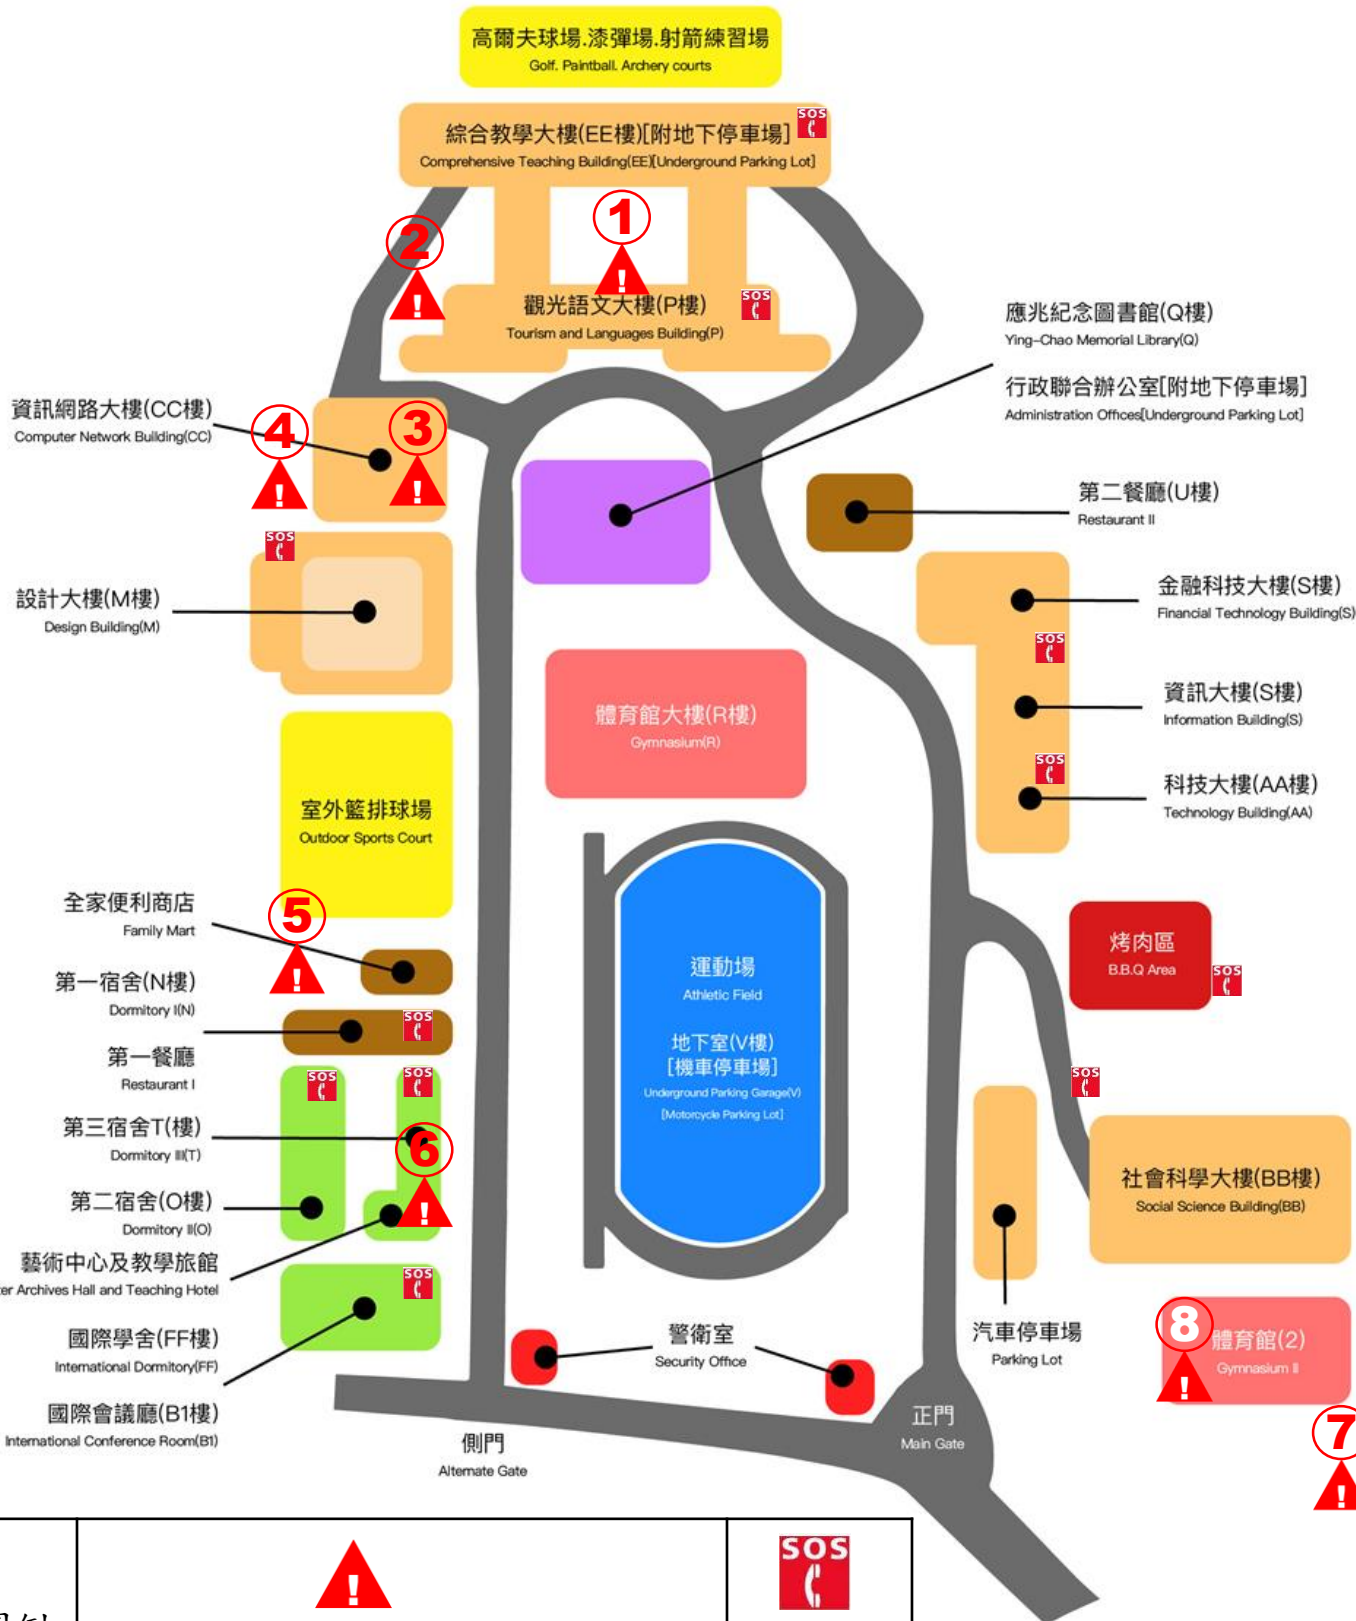 高爾夫球場.漆彈場.射箭練習場
Golf. Paintball. Archery courts
綜合教學大樓(EE樓)[附地下停車場]
Comprehensive Teaching Building(EE)[Underground Parking Lot]
SOS
1
2
觀光語文大樓(P樓)
Tourism and Languages Building(P)
SOS
應兆紀念圖書館(Q樓)
Ying-Chao Memorial Library(Q)
行政聯合辦公室[附地下停車場]
Administration Offices[Underground Parking Lot]
資訊網路大樓(CC樓)
Computer Network Building(CC)
4
3
第二餐廳(U樓)
Restaurant II
SOS
設計大樓(M樓)
Design Building(M)
金融科技大樓(S樓)
Financial Technology Building(S)
SOS
體育館大樓(R樓)
Gymnasium(R)
資訊大樓(S樓)
Information Building(S)
SOS
科技大樓(AA樓)
Technology Building(AA)
室外籃排球場
Outdoor Sports Court
全家便利商店
Family Mart
5
烤肉區
B.B.Q Area
SOS
運動場
Athletic Field
地下室(V樓)
[機車停車場]
Underground Parking Garage(V)
[Motorcycle Parking Lot]
第一宿舍(N樓)
Dormitory I(N)
SOS
第一餐廳
Restaurant I
SOS
SOS
SOS
第三宿舍T(樓)
Dormitory III(T)
6
第二宿舍(O樓)
Dormitory II(O)
社會科學大樓(BB樓)
Social Science Building(BB)
藝術中心及教學旅館
er Archives Hall and Teaching Hotel
SOS
國際學舍(FF樓)
International Dormitory(FF)
警衛室
Security Office
汽車停車場
Parking Lot
8
體育館(2)
Gymnasium II
國際會議廳(B1樓)
International Conference Room(B1)
側門
Alternate Gate
正門
Main Gate
7
SOS